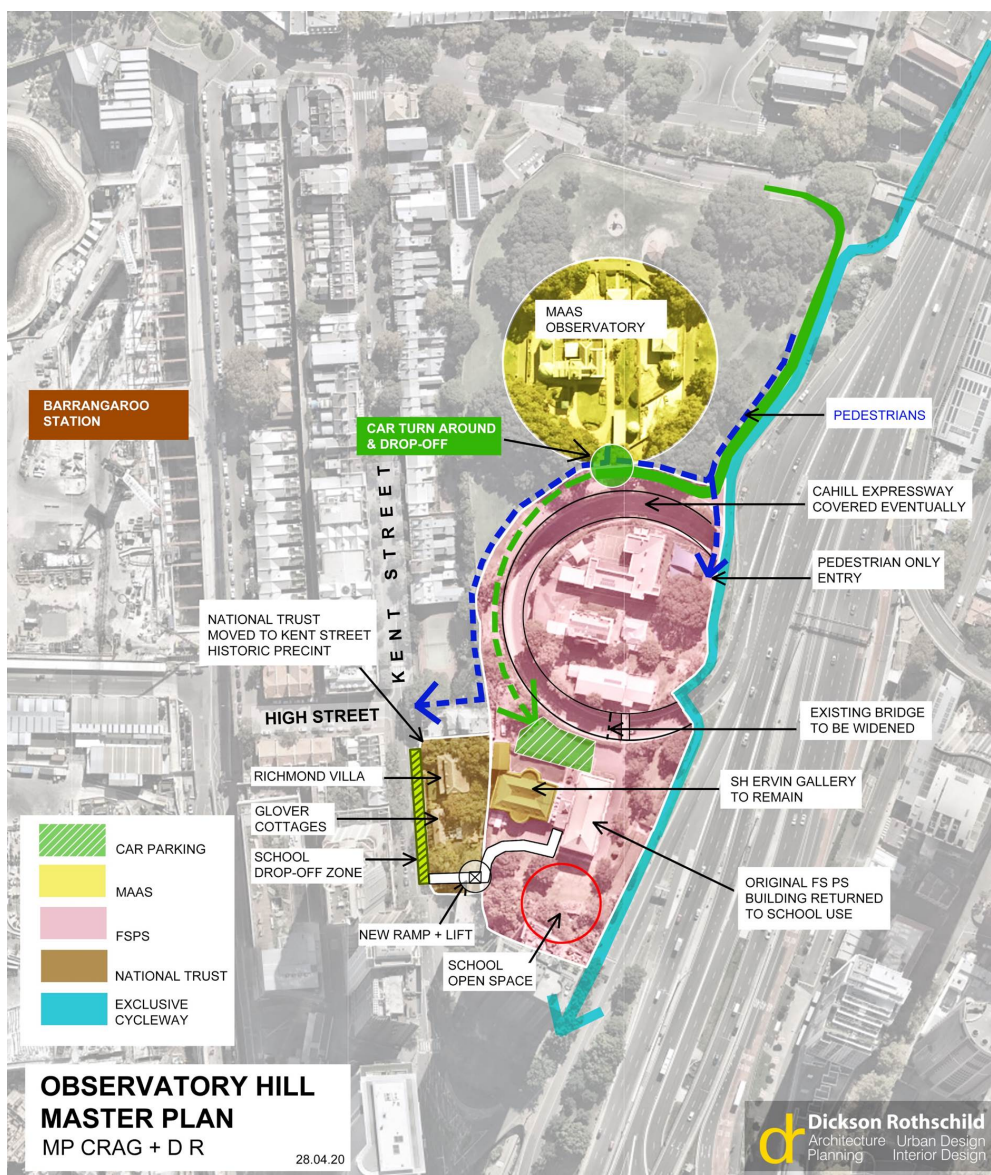 MAAS
OBSERVATORY
BARRANGAROO
STATION
CAR TURN AROUND
& DROP-OFF
PEDESTRIANS
KENT STREET
CAHILL EXPRESSWAY
COVERED EVENTUALLY
PEDESTRIAN ONLY
ENTRY
NATIONAL TRUST
MOVED TO KENT STREET
HISTORIC PRECINT
HIGH STREET
EXISTING BRIDGE
TO BE WIDENED
RICHMOND VILLA
SH ERVIN GALLERY
TO REMAIN
GLOVER
COTTAGES
SCHOOL
DROP-OFF ZONE
ORIGINAL FS PS
BUILDING RETURNED
TO SCHOOL USE
NEW RAMP + LIFT
SCHOOL
OPEN SPACE
CAR PARKING
MAAS
FSPS
NATIONAL TRUST
EXCLUSIVE
CYCLEWAY
OBSERVATORY HILL
MASTER PLAN
MP CRAG + D R
28.04.20
dr Dickson Rothschild
Architecture Urban Design
Planning Interior Design